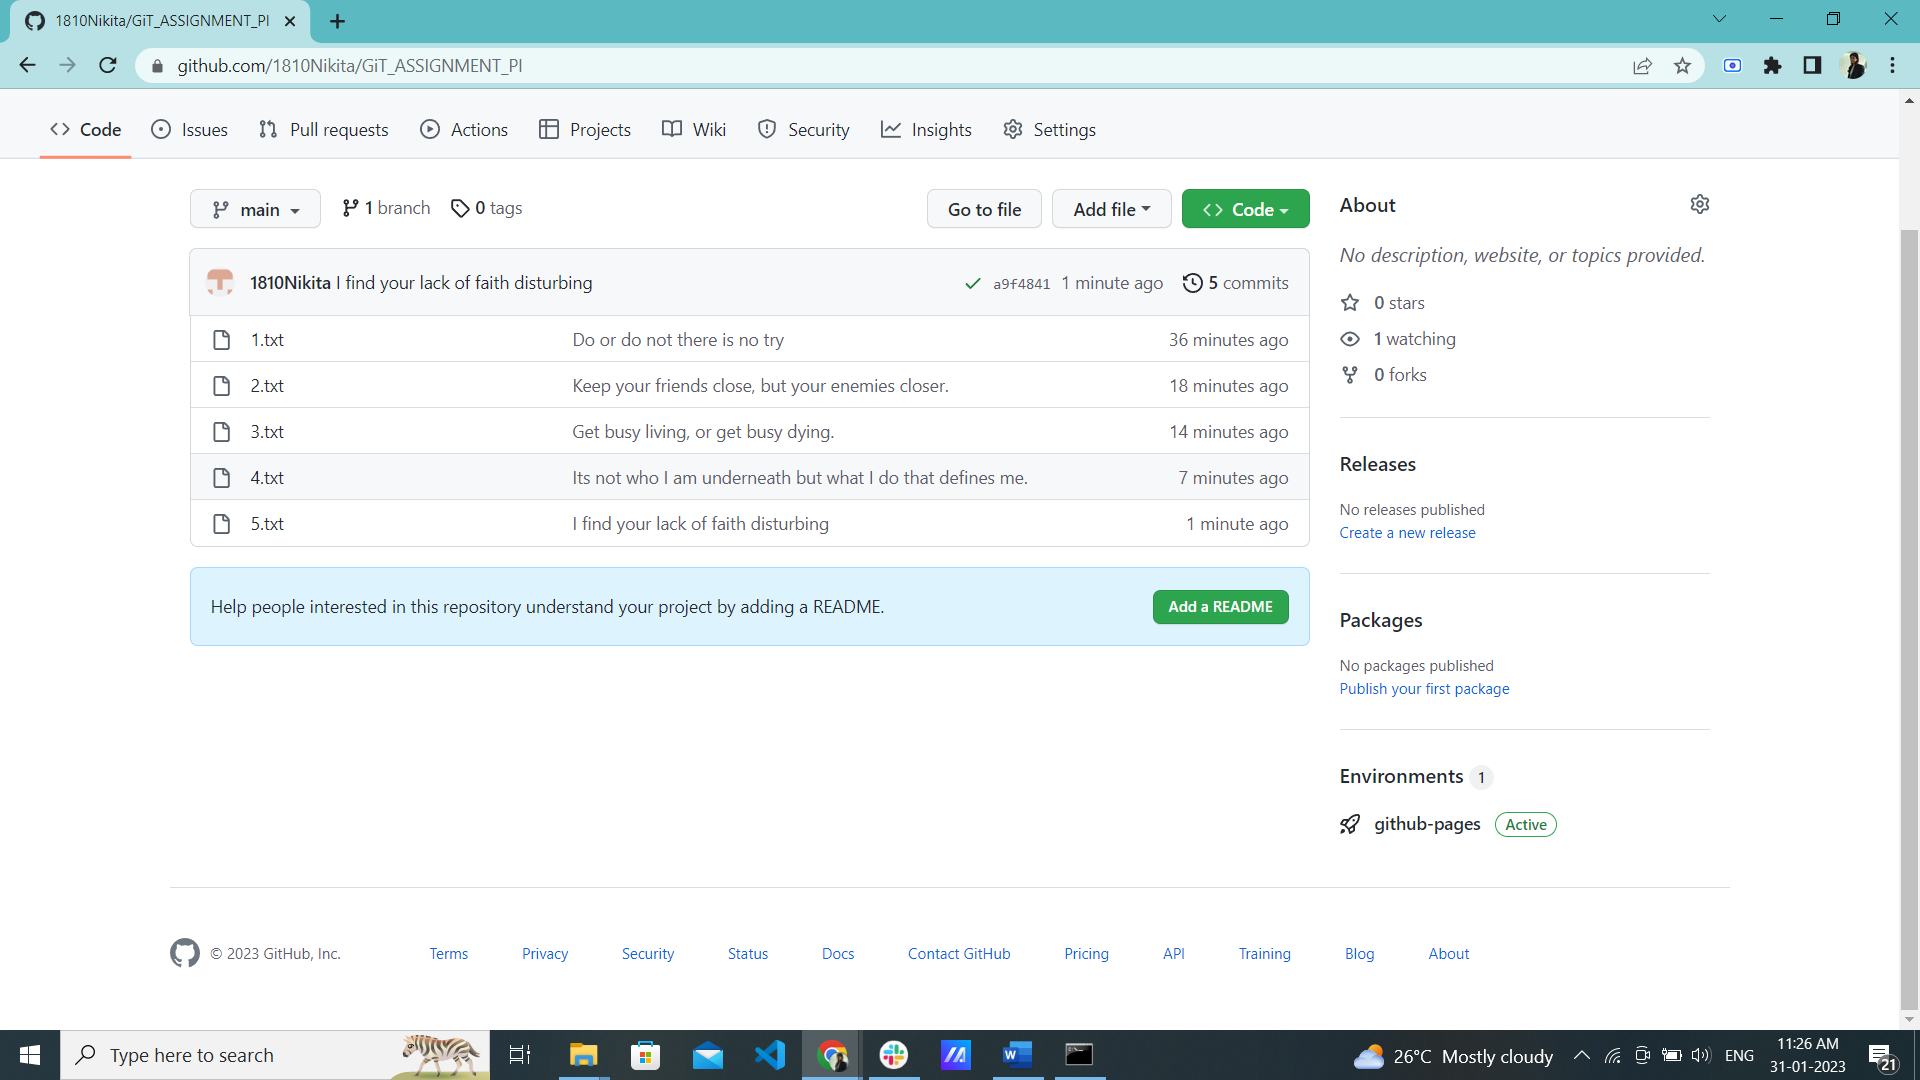 1810Nikita/GiT_ASSIGNMENT_PI
github.com/1810Nikita/GiT_ASSIGNMENT_PI
Code Issues Pull requests Actions Projects Wiki Security Insights Settings
main 1 branch 0 tags Go to file Add file Code
1810Nikita I find your lack of faith disturbing a9f4841 1 minute ago 5 commits
1.txt Do or do not there is no try 36 minutes ago
2.txt Keep your friends close, but your enemies closer. 18 minutes ago
3.txt Get busy living, or get busy dying. 14 minutes ago
4.txt Its not who I am underneath but what I do that defines me. 7 minutes ago
5.txt I find your lack of faith disturbing 1 minute ago
Help people interested in this repository understand your project by adding a README. Add a README
About
No description, website, or topics provided.
0 stars
1 watching
0 forks
Releases
No releases published
Create a new release
Packages
No packages published
Publish your first package
Environments 1
github-pages Active
© 2023 GitHub, Inc. Terms Privacy Security Status Docs Contact GitHub Pricing API Training Blog About
Type here to search
26°C Mostly cloudy
ENG
11:26 AM
31-01-2023
21